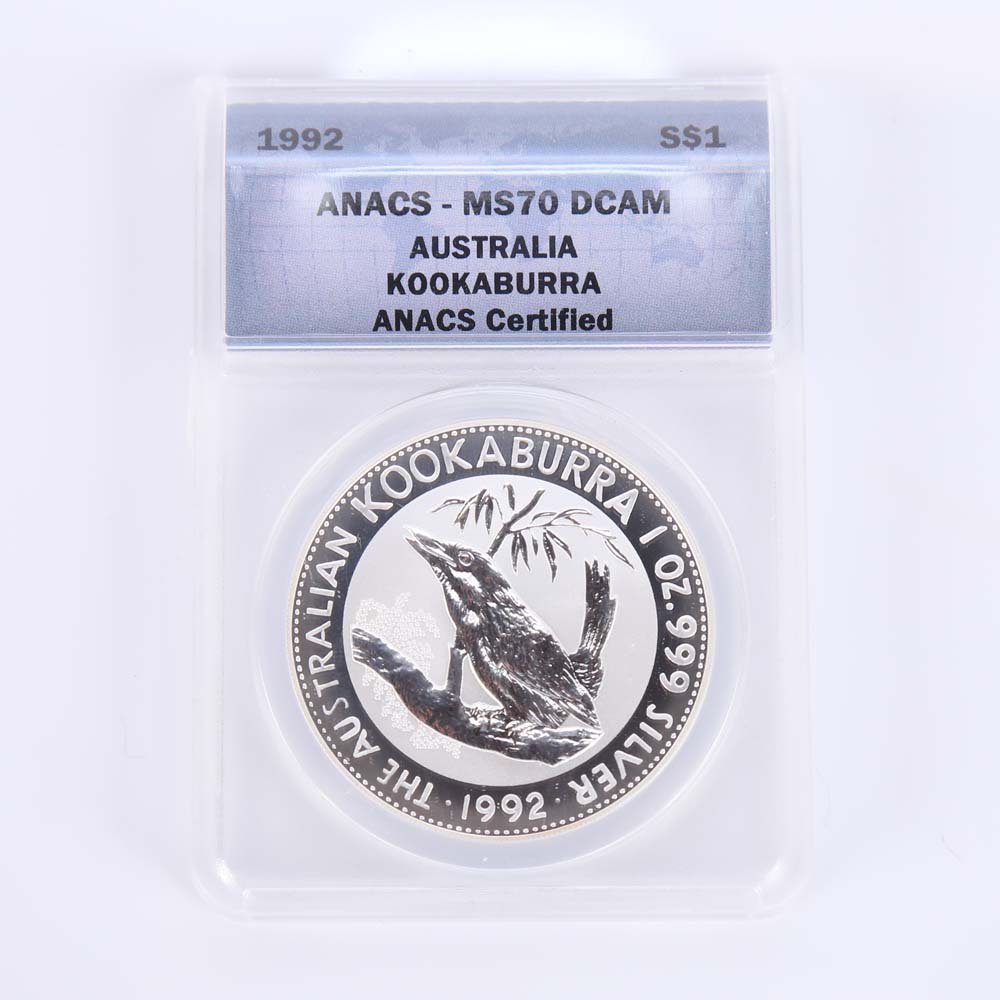 1992 S$1
ANACS - MS70 DCAM
AUSTRALIA
KOOKABURRA
ANACS Certified
THE AUSTRALIAN KOOKABURRA 1 OZ. 999 SILVER
· 1992 ·